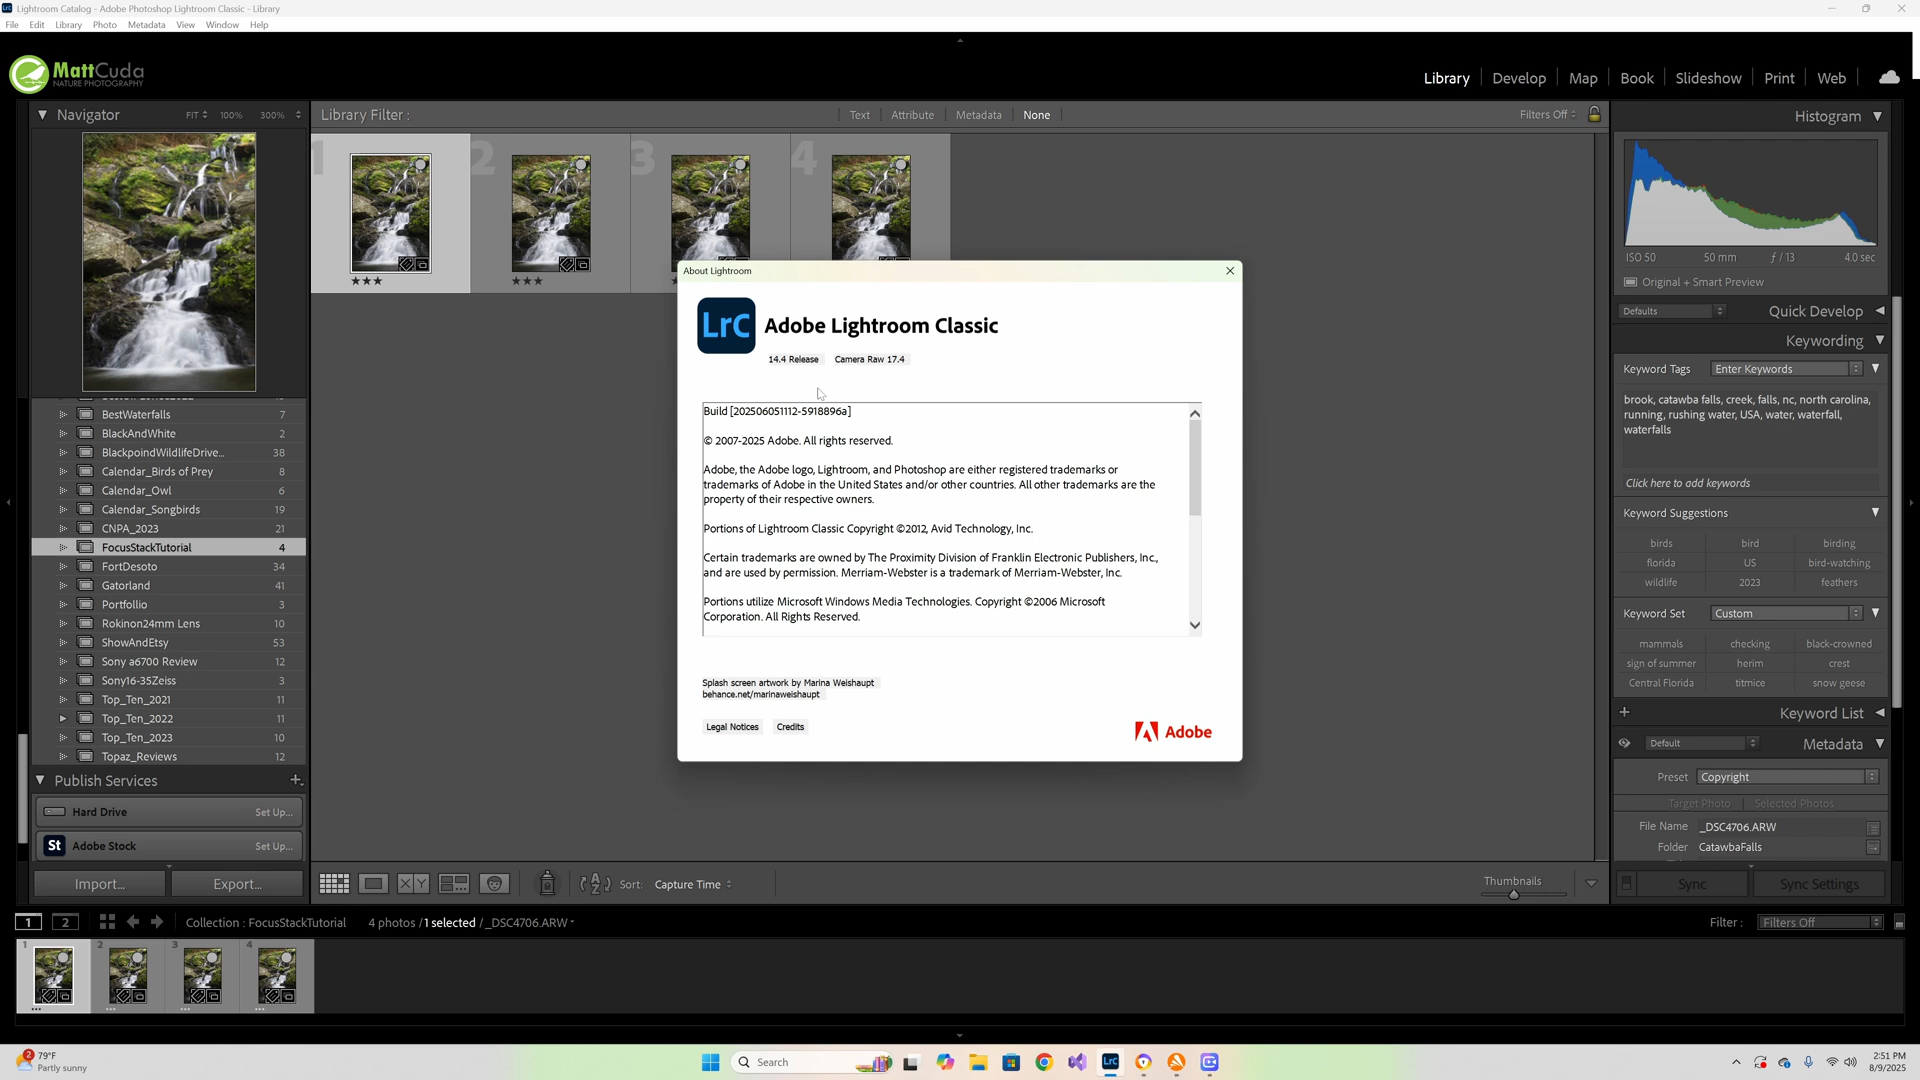 Lightroom Catalog - Adobe Photoshop Lightroom Classic - Library
File Edit Library Photo Metadata View Window Help
MattCuda
NATURE PHOTOGRAPHY
Library Develop Map Book Slideshow Print Web
Navigator FIT 100% 300%
Library Filter : Text Attribute Metadata None Filters Off
Histogram
1 2 3 4
ISO 50 50 mm ƒ / 13 4.0 sec
Original + Smart Preview
Defaults Quick Develop
Keywording
Keyword Tags Enter Keywords
brook, catawba falls, creek, falls, nc, north carolina,
running, rushing water, USA, water, waterfall,
waterfalls
Click here to add keywords
Keyword Suggestions
birds bird birding
florida US bird-watching
wildlife 2023 feathers
Keyword Set Custom
mammals checking black-crowned
sign of summer herim crest
Central Florida titmice snow geese
Keyword List
Default Metadata
Preset Copyright
Target Photo Selected Photos
File Name _DSC4706.ARW
Folder CatawbaFalls
Sync Sync Settings
About Lightroom
LrC Adobe Lightroom Classic
14.4 Release Camera Raw 17.4
Build [202506051112-5918896a]
© 2007-2025 Adobe. All rights reserved.
Adobe, the Adobe logo, Lightroom, and Photoshop are either registered trademarks or
trademarks of Adobe in the United States and/or other countries. All other trademarks are the
property of their respective owners.
Portions of Lightroom Classic Copyright ©2012, Avid Technology, Inc.
Certain trademarks are owned by The Proximity Division of Franklin Electronic Publishers, Inc.,
and are used by permission. Merriam-Webster is a trademark of Merriam-Webster, Inc.
Portions utilize Microsoft Windows Media Technologies. Copyright ©2006 Microsoft
Corporation. All Rights Reserved.
Splash screen artwork by Marina Weishaupt
behance.net/marinaweishaupt
Legal Notices Credits
Adobe
BestWaterfalls 7
BlackAndWhite 2
BlackpoindWildlifeDrive... 38
Calendar_Birds of Prey 8
Calendar_Owl 6
Calendar_Songbirds 19
CNPA_2023 21
FocusStackTutorial 4
FortDesoto 34
Gatorland 41
Portfollio 3
Rokinon24mm Lens 10
ShowAndEtsy 53
Sony a6700 Review 12
Sony16-35Zeiss 3
Top_Ten_2021 11
Top_Ten_2022 11
Top_Ten_2023 10
Topaz_Reviews 12
Publish Services
Hard Drive Set Up...
St Adobe Stock Set Up...
Import... Export...
XY Sort: Capture Time Thumbnails
1 2 Collection : FocusStackTutorial 4 photos / 1 selected / _DSC4706.ARW Filter : Filters Off
1 2 3 4
2 79°F
Partly sunny
Search
LrC
2:51 PM
8/9/2025